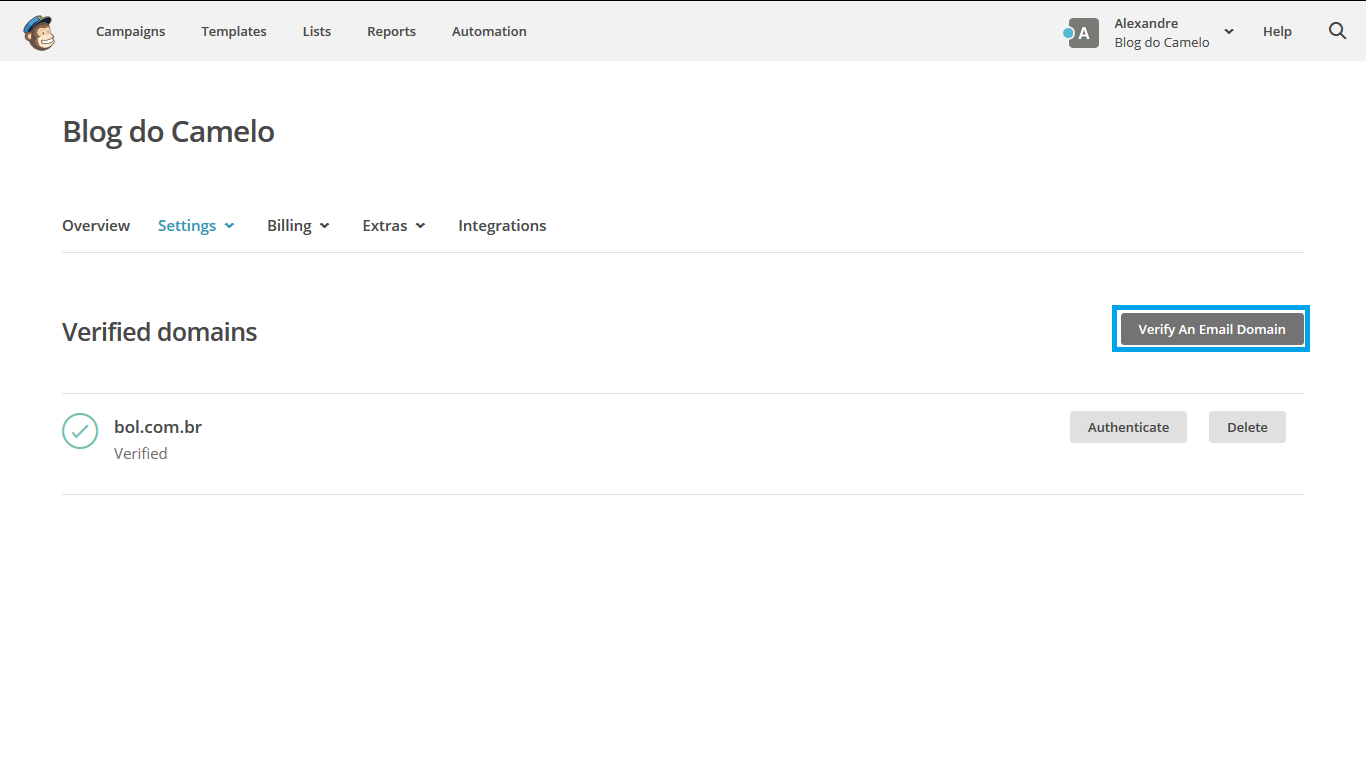 Campaigns Templates Lists Reports Automation
A
Alexandre
Blog do Camelo
Help
Blog do Camelo
Overview Settings Billing Extras Integrations
Verified domains
Verify An Email Domain
bol.com.br
Verified
Authenticate Delete